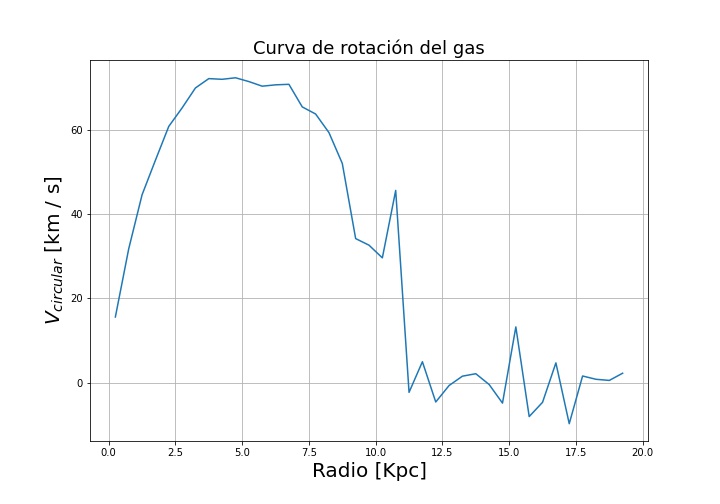 Curva de rotación del gas
V_circular [km / s]
60
40
20
0
0.0 2.5 5.0 7.5 10.0 12.5 15.0 17.5 20.0
Radio [Kpc]